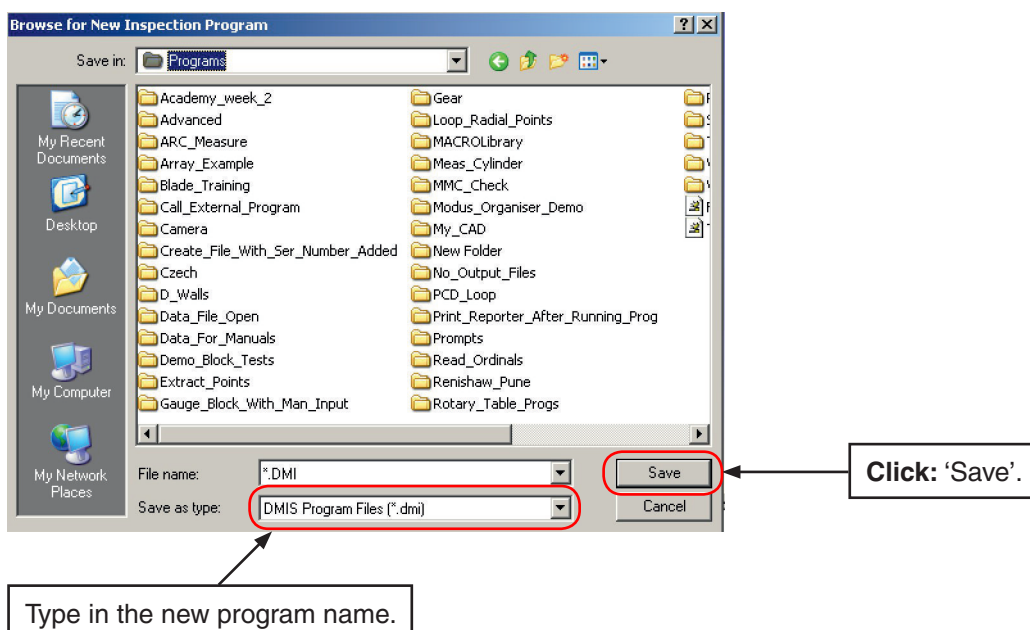 Browse for New Inspection Program
Save in:
Programs
Academy_week_2
Advanced
ARC_Measure
Array_Example
Blade_Training
Call_External_Program
Camera
Create_File_With_Ser_Number_Added
Czech
D_Walls
Data_File_Open
Data_For_Manuals
Demo_Block_Tests
Extract_Points
Gauge_Block_With_Man_Input
Gear
Loop_Radial_Points
MACROLibrary
Meas_Cylinder
MMC_Check
Modus_Organiser_Demo
My_CAD
New Folder
No_Output_Files
PCD_Loop
Print_Reporter_After_Running_Prog
Prompts
Read_Ordinals
Renishaw_Pune
Rotary_Table_Progs
My Recent
Documents
Desktop
My Documents
My Computer
My Network
Places
File name:
*.DMI
Save
Save as type:
DMIS Program Files (*.dmi)
Cancel
Click: ‘Save’.
Type in the new program name.